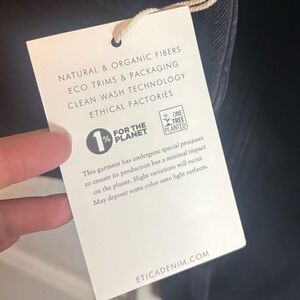 NATURAL & ORGANIC FIBERS
ECO TRIMS & PACKAGING
CLEAN WASH TECHNOLOGY
ETHICAL FACTORIES
1% FOR THE
PLANET
ONE
TREE
PLANTED
This garment has undergone special processes
to ensure its production has a minimal impact
on the planet. Slight variations will occur.
May deposit some color onto light surfaces.
ETICADENIM.COM